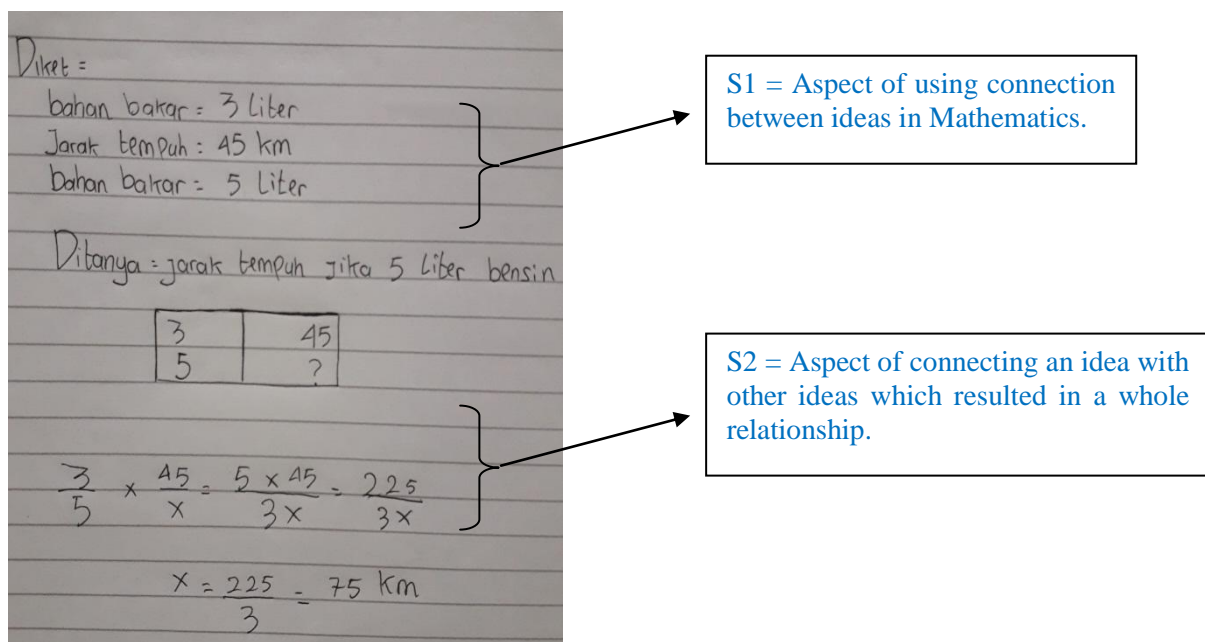 Diket =
bahan bakar = 3 Liter
Jarak tempuh : 45 km
bahan bakar = 5 Liter
Ditanya = jarak tempuh jika 5 Liter bensin
3 45
5 ?
3/5 × 45/x = 5 × 45/3x = 225/3x
x = 225/3 = 75 km
S1 = Aspect of using connection
between ideas in Mathematics.
S2 = Aspect of connecting an idea with
other ideas which resulted in a whole
relationship.